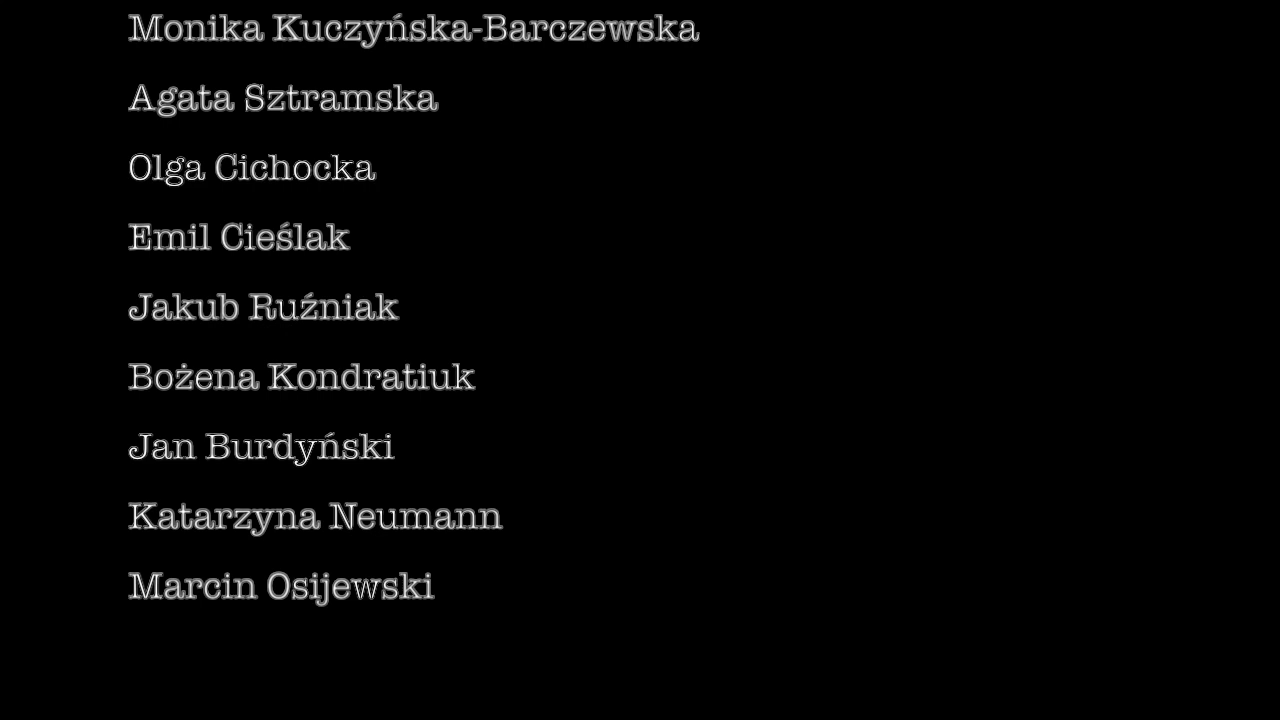 Monika Kuczyńska-Barczewska
Agata Sztramska
Olga Cichocka
Emil Cieślak
Jakub Ruźniak
Bożena Kondratiuk
Jan Burdyński
Katarzyna Neumann
Marcin Osijewski